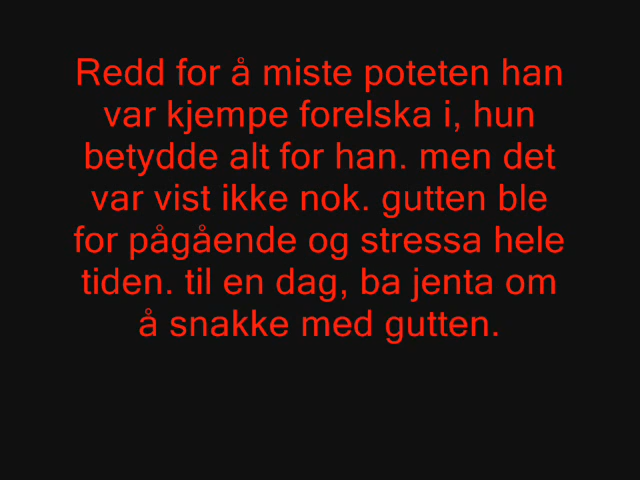 Redd for å miste poteten han
var kjempe forelska i, hun
betydde alt for han. men det
var vist ikke nok. gutten ble
for pågående og stressa hele
tiden. til en dag, ba jenta om
å snakke med gutten.